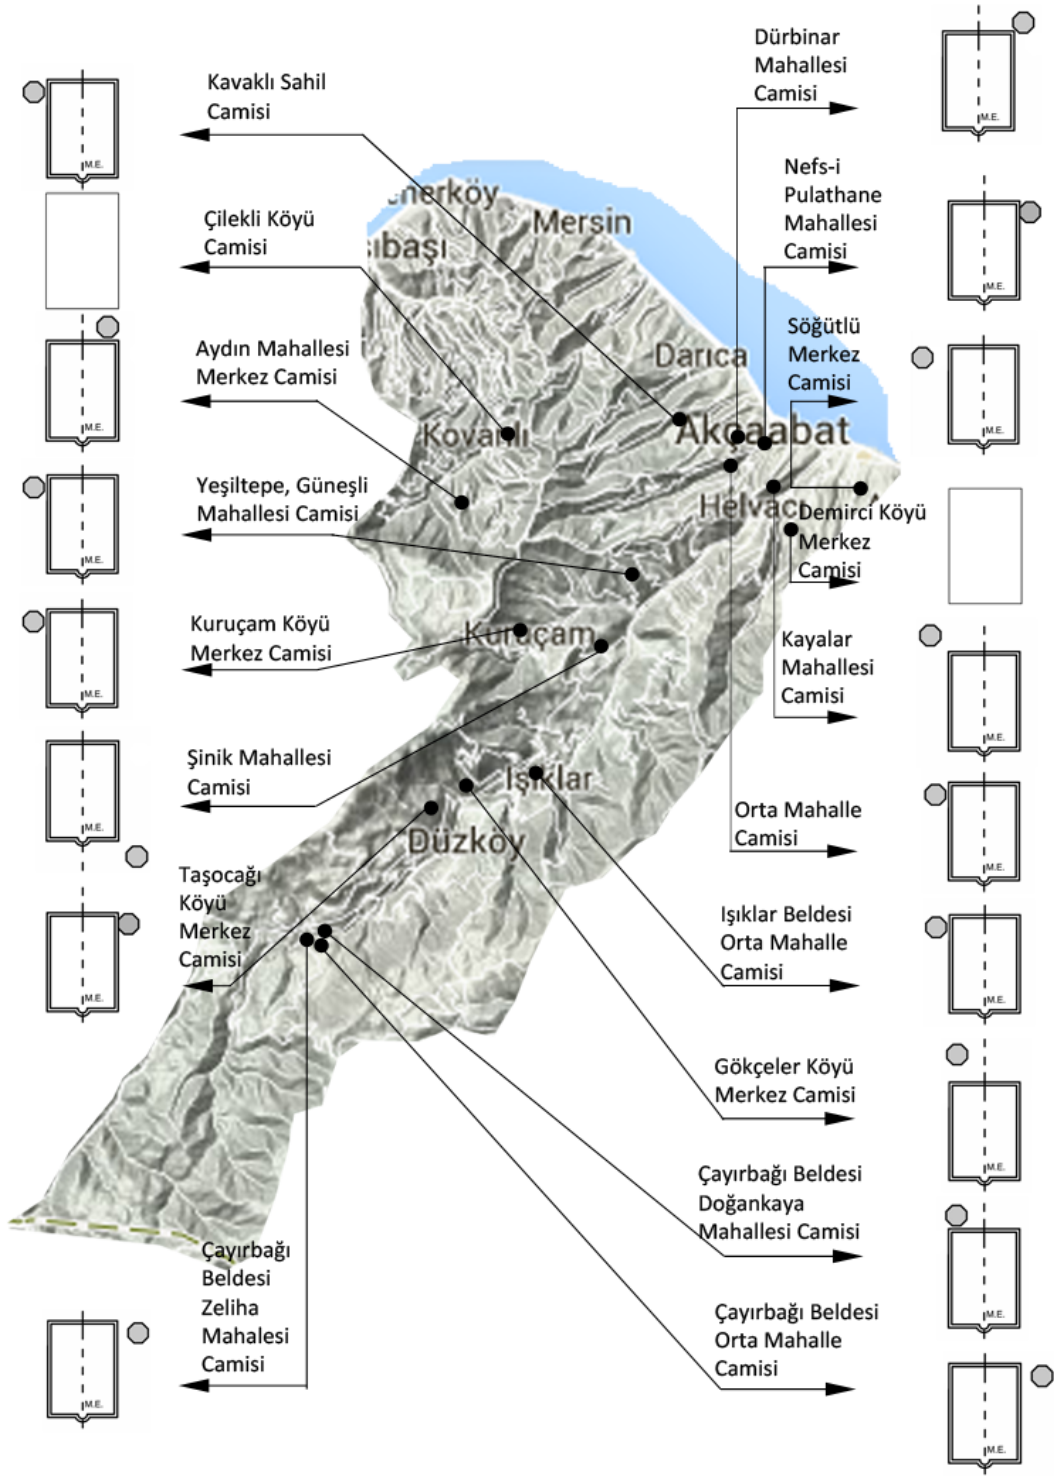 Kavaklı Sahil
Camisi
M.E.
Çilekli Köyü
Camisi
Aydın Mahallesi
Merkez Camisi
M.E.
Yeşiltepe, Güneşli
Mahallesi Camisi
M.E.
Kuruçam Köyü
Merkez Camisi
M.E.
Şinik Mahallesi
Camisi
M.E.
Taşocağı
Köyü
Merkez
Camisi
M.E.
Çayırbağı
Beldesi
Zeliha
Mahalesi
Camisi
M.E.
Mersin
Darıca
Akçaabat
Kovanlı
Helvacı
Kuruçam
Işıklar
Düzköy
Dürbinar
Mahallesi
Camisi
M.E.
Nefs-i
Pulathane
Mahallesi
Camisi
M.E.
Söğütlü
Merkez
Camisi
M.E.
Demirci Köyü
Merkez
Camisi
Kayalar
Mahallesi
Camisi
M.E.
Orta Mahalle
Camisi
M.E.
Işıklar Beldesi
Orta Mahalle
Camisi
M.E.
Gökçeler Köyü
Merkez Camisi
M.E.
Çayırbağı Beldesi
Doğankaya
Mahallesi Camisi
M.E.
Çayırbağı Beldesi
Orta Mahalle
Camisi
M.E.